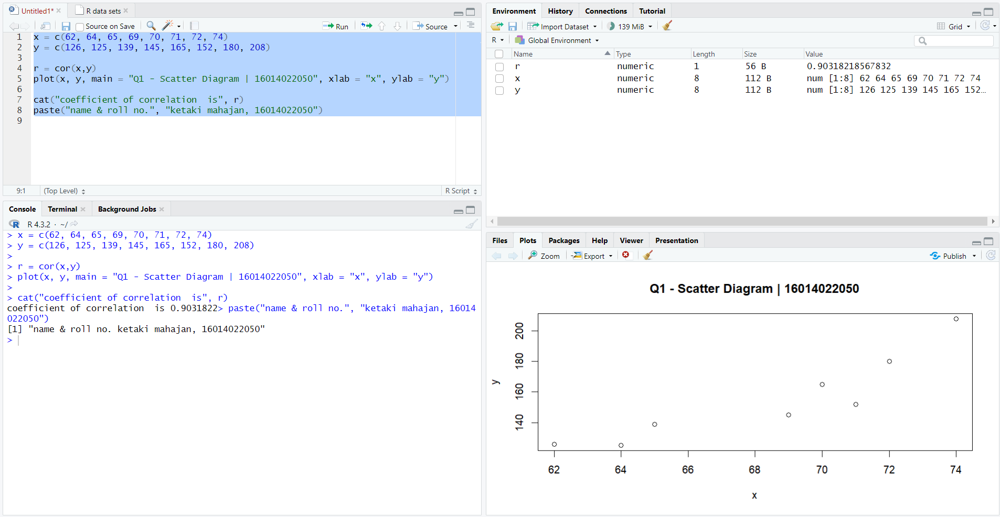 Untitled1*
R data sets
Source on Save
Run
Source
1 x = c(62, 64, 65, 69, 70, 71, 72, 74)
2 y = c(126, 125, 139, 145, 165, 152, 180, 208)
3
4 r = cor(x,y)
5 plot(x, y, main = "Q1 - Scatter Diagram | 16014022050", xlab = "x", ylab = "y")
6
7 cat("coefficient of correlation  is", r)
8 paste("name & roll no.", "ketaki mahajan, 16014022050")
9
9:1 (Top Level) R Script
Console Terminal Background Jobs
R 4.3.2 · ~/
> x = c(62, 64, 65, 69, 70, 71, 72, 74)
> y = c(126, 125, 139, 145, 165, 152, 180, 208)
>
> r = cor(x,y)
> plot(x, y, main = "Q1 - Scatter Diagram | 16014022050", xlab = "x", ylab = "y")
>
> cat("coefficient of correlation  is", r)
coefficient of correlation  is 0.9031822> paste("name & roll no.", "ketaki mahajan, 16014
022050")
[1] "name & roll no. ketaki mahajan, 16014022050"
>
Environment History Connections Tutorial
Import Dataset 139 MiB Grid
R Global Environment
Name Type Length Size Value
r numeric 1 56 B 0.90318218567832
x numeric 8 112 B num [1:8] 62 64 65 69 70 71 72 74
y numeric 8 112 B num [1:8] 126 125 139 145 165 152…
Files Plots Packages Help Viewer Presentation
Zoom Export Publish
Q1 - Scatter Diagram | 16014022050
200
180
160
140
y
62 64 66 68 70 72 74
x